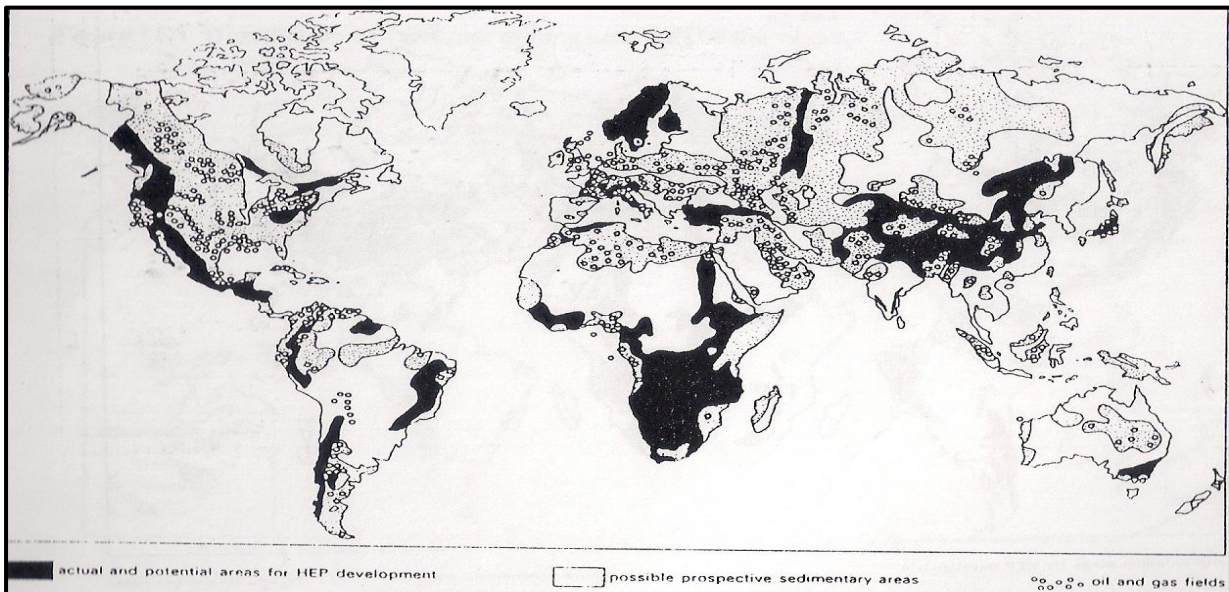 actual and potential areas for HEP development
possible prospective sedimentary areas
oil and gas fields